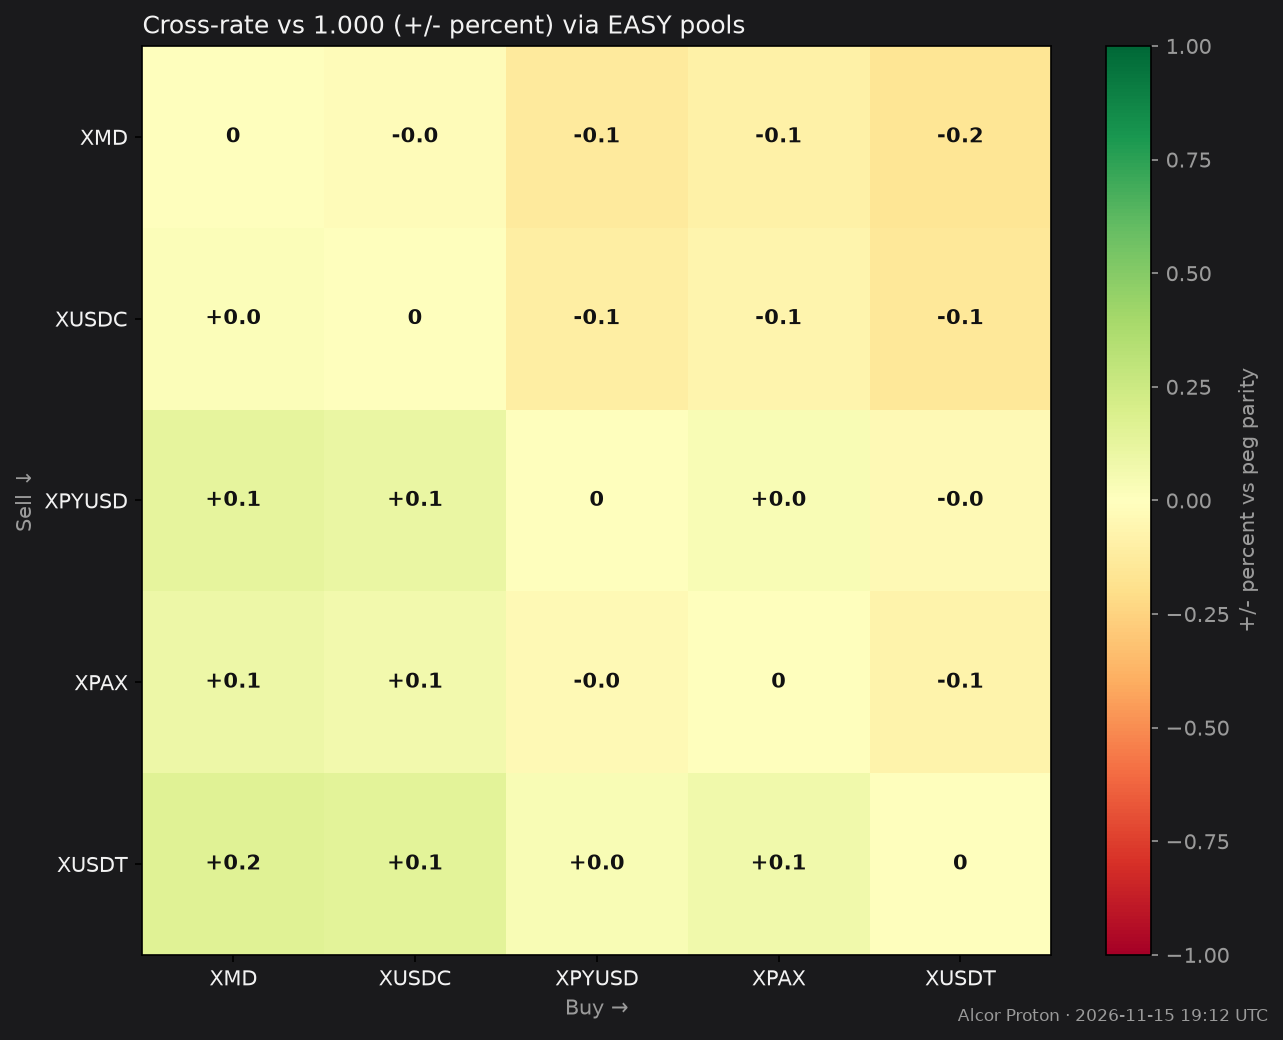 Cross-rate vs 1.000 (+/- percent) via EASY pools
XMD 0 -0.0 -0.1 -0.1 -0.2
XUSDC +0.0 0 -0.1 -0.1 -0.1
XPYUSD +0.1 +0.1 0 +0.0 -0.0
XPAX +0.1 +0.1 -0.0 0 -0.1
XUSDT +0.2 +0.1 +0.0 +0.1 0
XMD XUSDC XPYUSD XPAX XUSDT
Sell ↓
Buy →
1.00
0.75
0.50
0.25
0.00
−0.25
−0.50
−0.75
−1.00
+/- percent vs peg parity
Alcor Proton · 2026-11-15 19:12 UTC